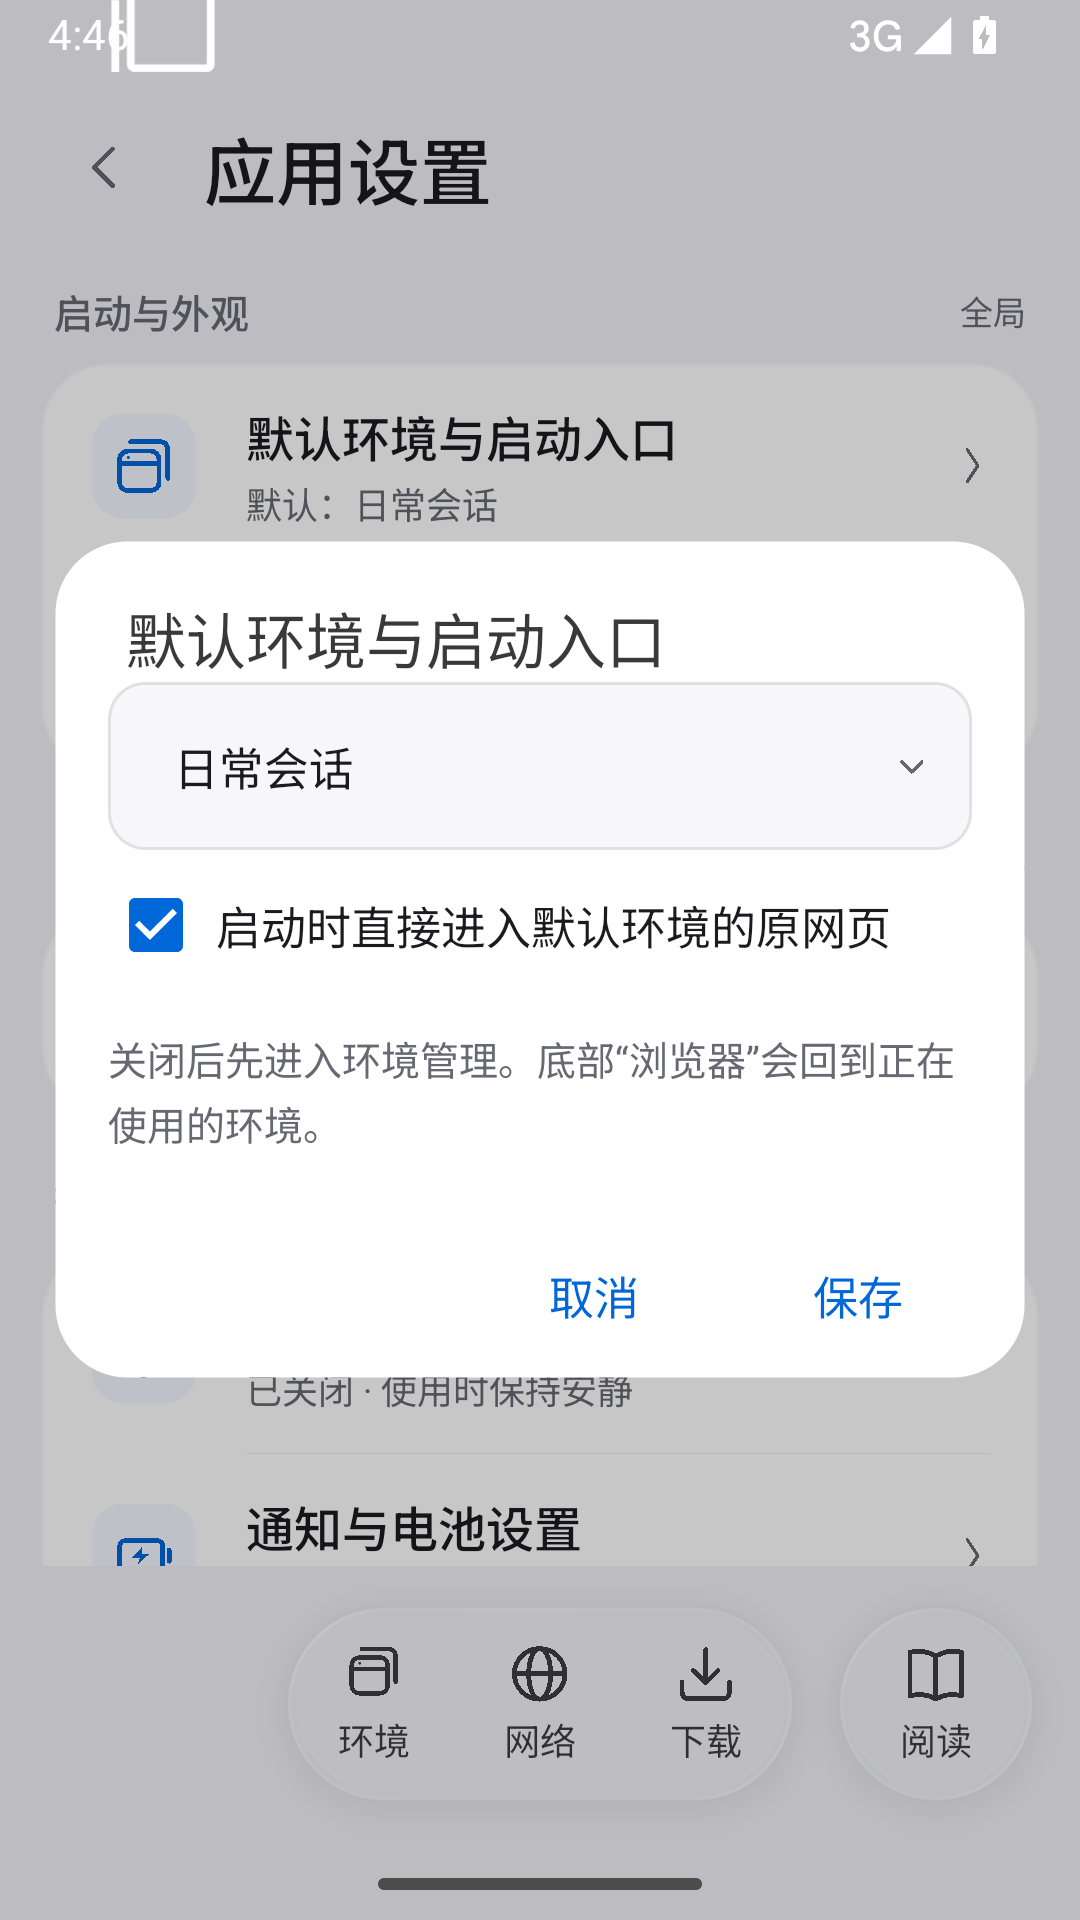 4:46
3G
应用设置
启动与外观
全局
默认环境与启动入口
默认：日常会话
默认环境与启动入口
日常会话
启动时直接进入默认环境的原网页
关闭后先进入环境管理。底部“浏览器”会回到正在
使用的环境。
取消
保存
已关闭 · 使用时保持安静
通知与电池设置
环境
网络
下载
阅读